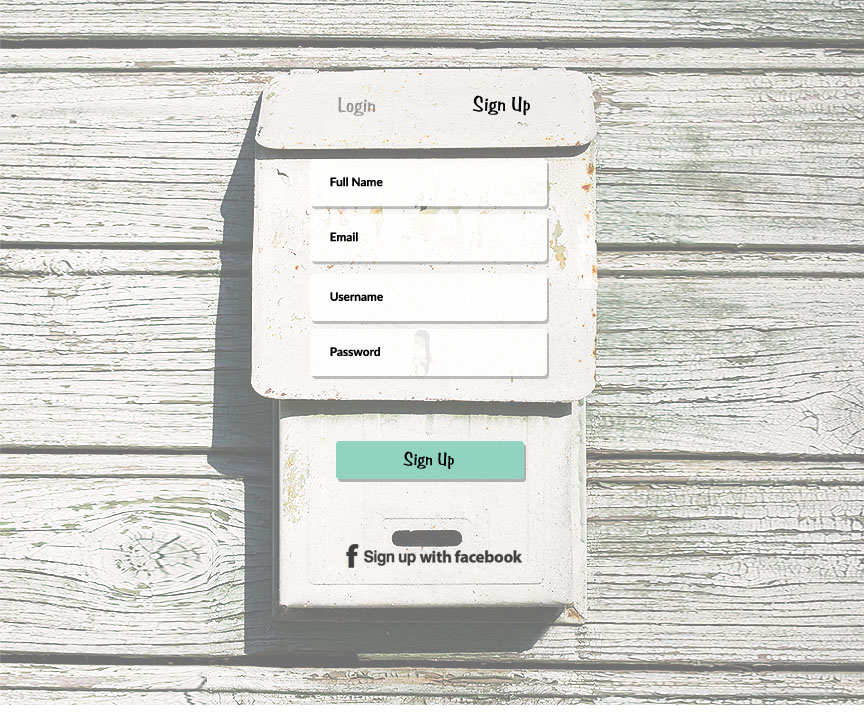 Login
Sign Up
Full Name
Email
Username
Password
Sign Up
Sign up with facebook